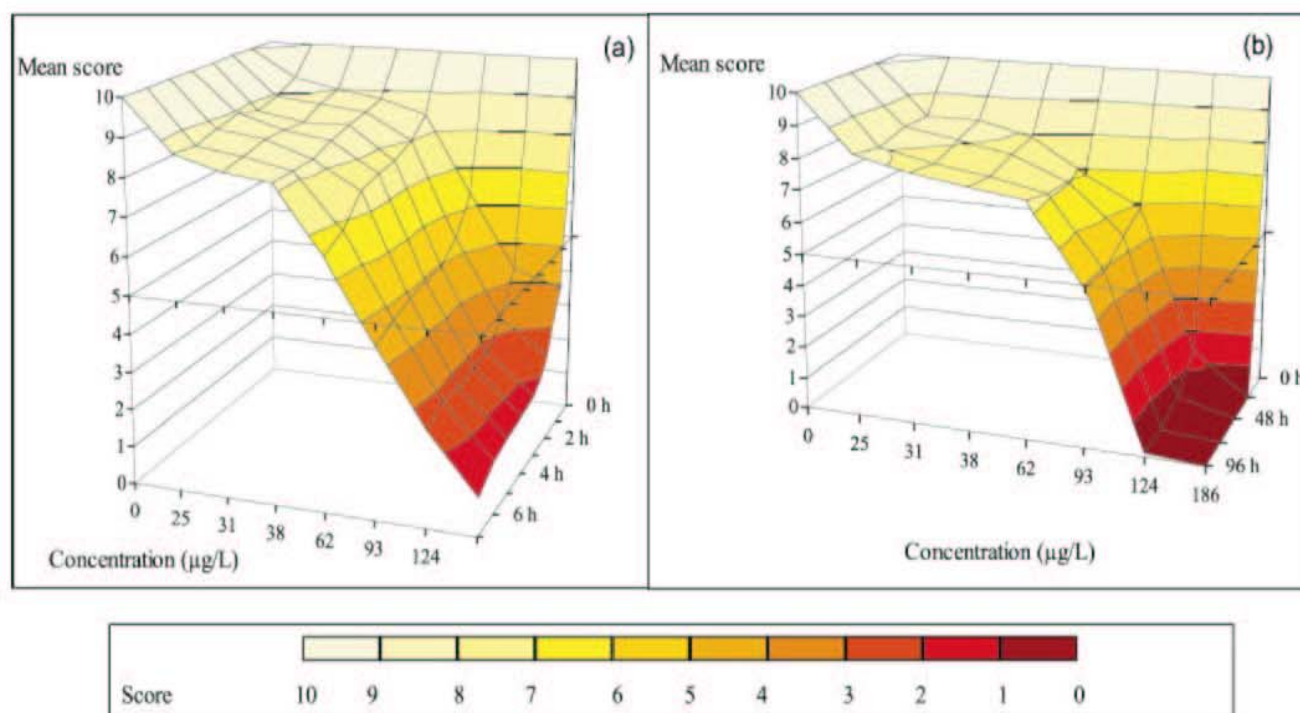 (a)
Mean score
10
9
8
7
6
5
4
3
2
1
0
0 25 31 38 62 93 124
0 h
2 h
4 h
6 h
Concentration (µg/L)
(b)
Mean score
10
9
8
7
6
5
4
3
2
1
0
0 25 31 38 62 93 124 186
0 h
48 h
96 h
Concentration (µg/L)
Score 10 9 8 7 6 5 4 3 2 1 0